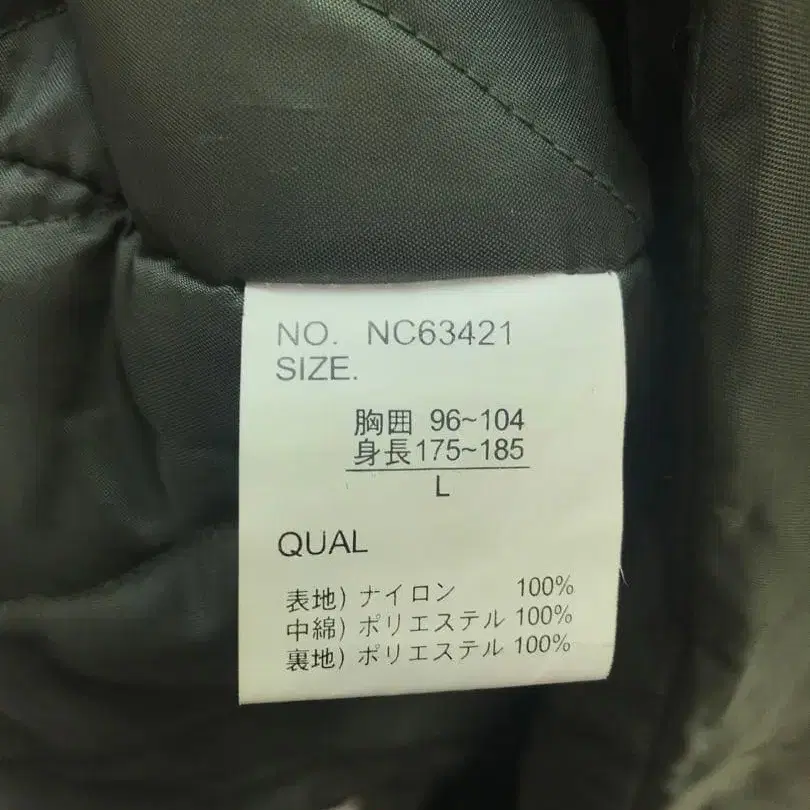 NO. NC63421
SIZE.
胸囲 96~104
身長175~185
L
QUAL
表地) ナイロン 100%
中綿) ポリエステル 100%
裏地) ポリエステル 100%